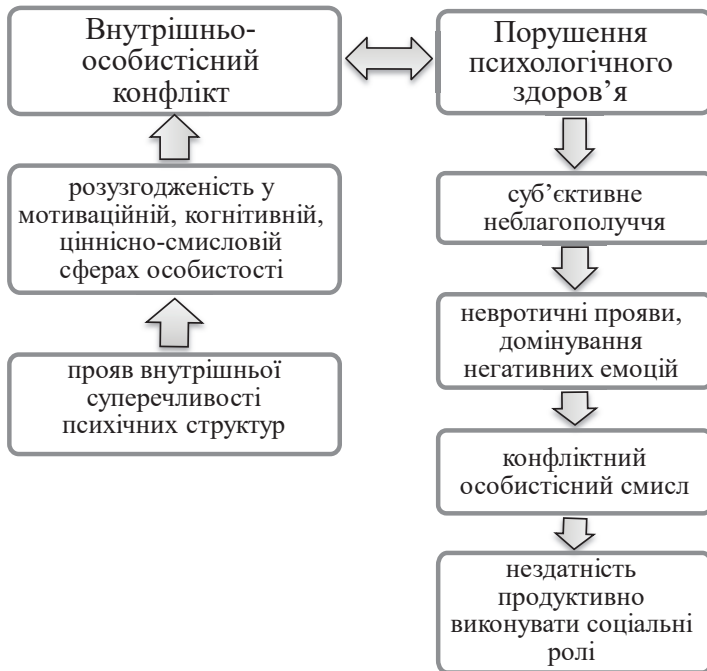 Внутрішньо-
особистісний
конфлікт
розузгодженість у
мотиваційній, когнітивній,
ціннісно-смисловій
сферах особистості
прояв внутрішньої
суперечливості
психічних структур
Порушення
психологічного
здоров’я
суб’єктивне
неблагополуччя
невротичні прояви,
домінування
негативних емоцій
конфліктний
особистісний смисл
нездатність
продуктивно
виконувати соціальні
ролі